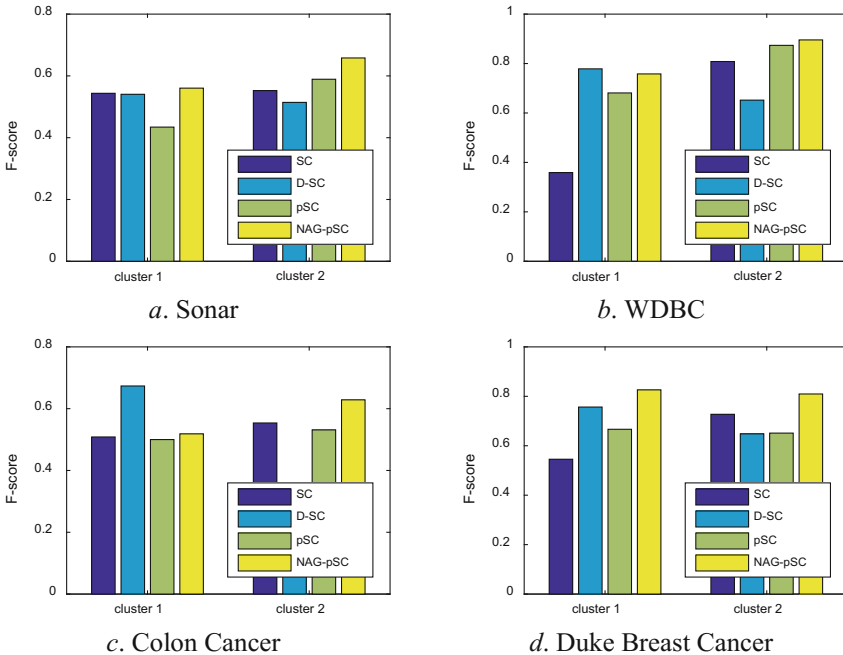 0.8
0.6
0.4
0.2
0
F-score
SC
D-SC
pSC
NAG-pSC
cluster 1
cluster 2
a. Sonar
1
0.8
0.6
0.4
0.2
0
F-score
SC
D-SC
pSC
NAG-pSC
cluster 1
cluster 2
b. WDBC
0.8
0.6
0.4
0.2
0
F-score
SC
D-SC
pSC
NAG-pSC
cluster 1
cluster 2
c. Colon Cancer
1
0.8
0.6
0.4
0.2
0
F-score
SC
D-SC
pSC
NAG-pSC
cluster 1
cluster 2
d. Duke Breast Cancer